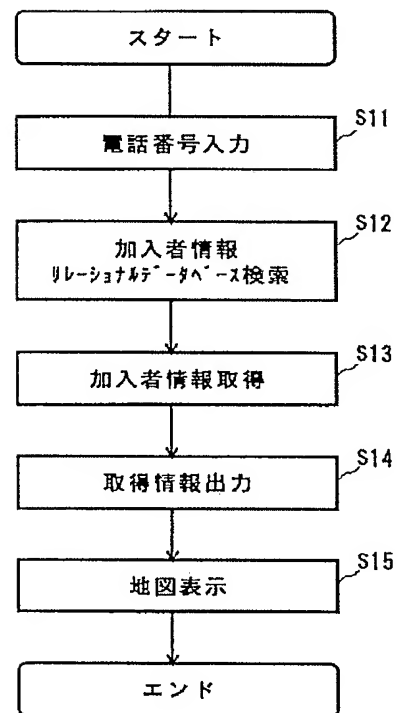 スタート
S11
電話番号入力
S12
加入者情報
ﾘﾚｰｼｮﾅﾙﾃﾞｰﾀﾍﾞｰｽ検索
S13
加入者情報取得
S14
取得情報出力
S15
地図表示
エンド